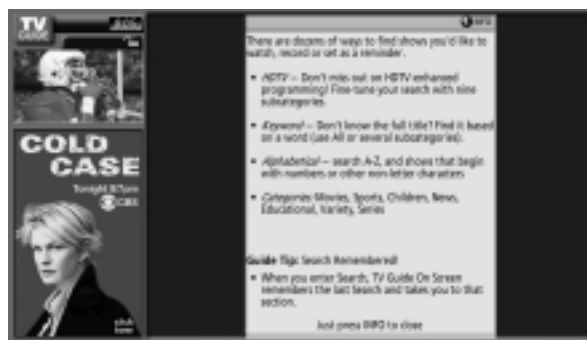 TV
GUIDE
COLD
CASE
Tonight 8/7pm
CBS
click
here
INFO
There are dozens of ways to find shows you'd like to
watch, record or set as a reminder.
• HDTV – Don't miss out on HDTV enhanced
programming! Fine-tune your search with nine
subcategories.
• Keyword – Don't know the full title? Find it based
on a word (use All or several subcategories).
• Alphabetical – search A-Z, and shows that begin
with numbers or other non-letter characters
• Categories: Movies, Sports, Children, News,
Educational, Variety, Series
Guide Tip: Search Remembered!
• When you enter Search, TV Guide On Screen
remembers the last Search and takes you to that
section.
Just press INFO to close